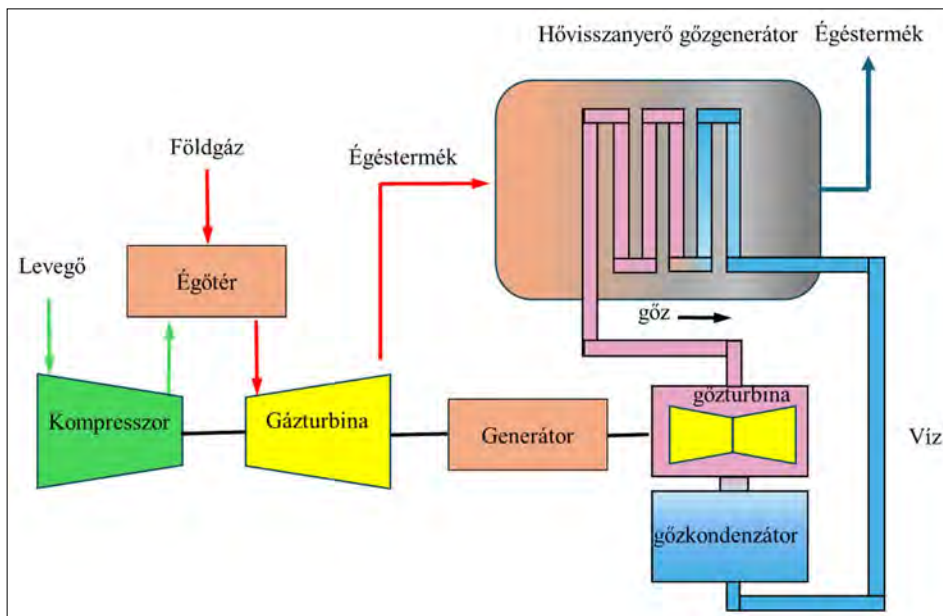 Hővisszanyerő gőzgenerátor
Égéstermék
Földgáz
Égéstermék
Levegő
Égőtér
gőz
Kompresszor
Gázturbina
Generátor
gőzturbina
Víz
gőzkondenzátor